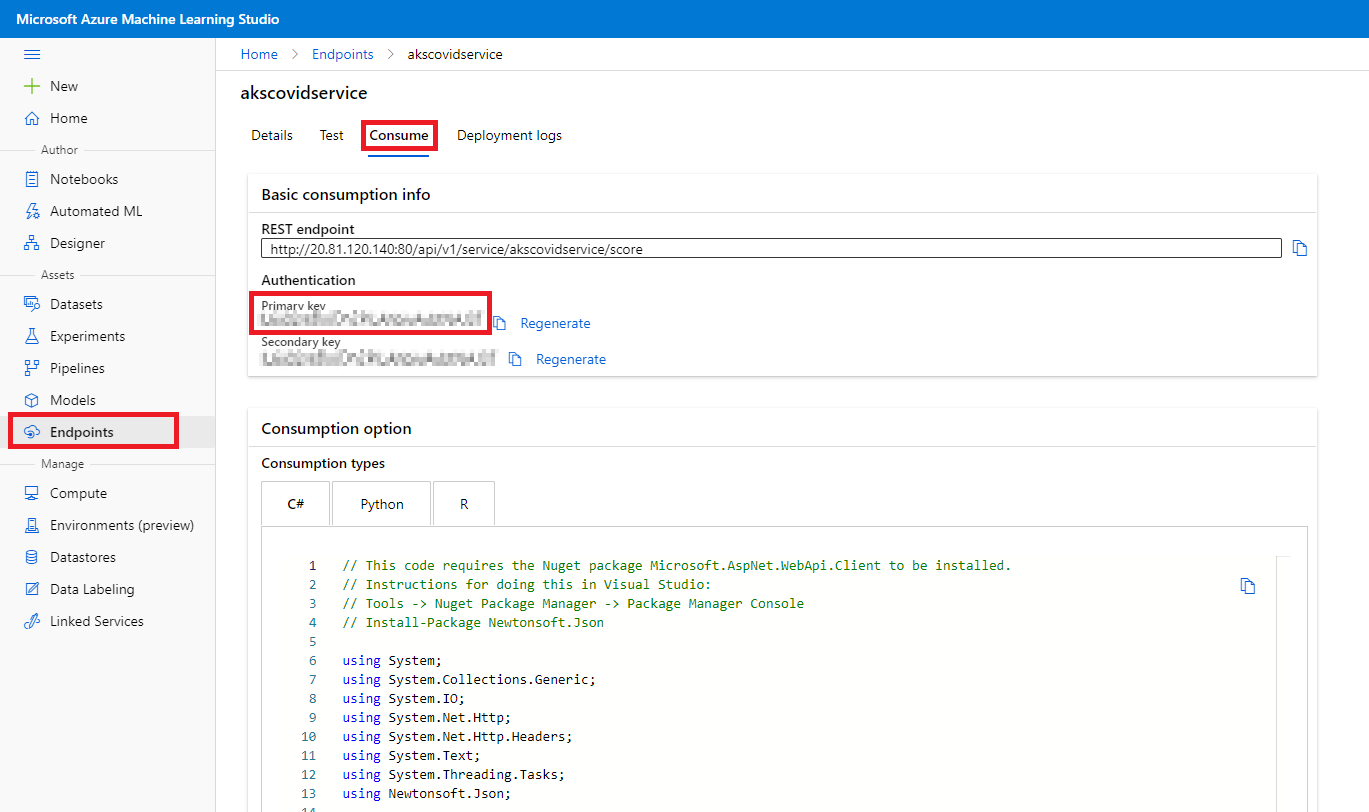 Microsoft Azure Machine Learning Studio
New
Home
Author
Notebooks
Automated ML
Designer
Assets
Datasets
Experiments
Pipelines
Models
Endpoints
Manage
Compute
Environments (preview)
Datastores
Data Labeling
Linked Services
Home > Endpoints > akscovidservice
akscovidservice
Details Test Consume Deployment logs
Basic consumption info
REST endpoint
http://20.81.120.140:80/api/v1/service/akscovidservice/score
Authentication
Primary key
Regenerate
Secondary key
Regenerate
Consumption option
Consumption types
C# Python R
1 // This code requires the Nuget package Microsoft.AspNet.WebApi.Client to be installed.
2 // Instructions for doing this in Visual Studio:
3 // Tools -> Nuget Package Manager -> Package Manager Console
4 // Install-Package Newtonsoft.Json
5
6 using System;
7 using System.Collections.Generic;
8 using System.IO;
9 using System.Net.Http;
10 using System.Net.Http.Headers;
11 using System.Text;
12 using System.Threading.Tasks;
13 using Newtonsoft.Json;
14